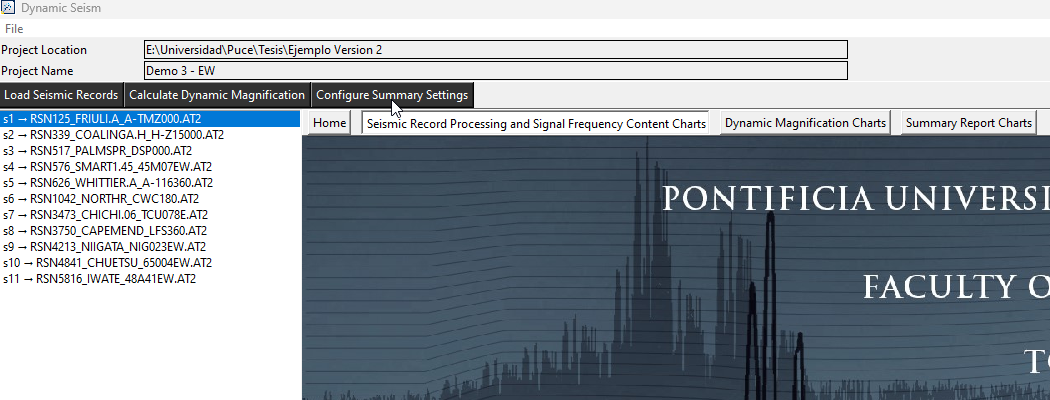 Dynamic Seism
File
Project Location E:\Universidad\Puce\Tesis\Ejemplo Version 2
Project Name Demo 3 - EW
Load Seismic Records Calculate Dynamic Magnification Configure Summary Settings
Home Seismic Record Processing and Signal Frequency Content Charts Dynamic Magnification Charts Summary Report Charts
s1 → RSN125_FRIULI.A_A-TMZ000.AT2
s2 → RSN339_COALINGA.H_H-Z15000.AT2
s3 → RSN517_PALMSPR_DSP000.AT2
s4 → RSN576_SMART1.45_45M07EW.AT2
s5 → RSN626_WHITTIER.A_A-116360.AT2
s6 → RSN1042_NORTHR_CWC180.AT2
s7 → RSN3473_CHICHI.06_TCU078E.AT2
s8 → RSN3750_CAPEMEND_LFS360.AT2
s9 → RSN4213_NIIGATA_NIG023EW.AT2
s10 → RSN4841_CHUETSU_65004EW.AT2
s11 → RSN5816_IWATE_48A41EW.AT2
PONTIFICIA UNIVERSI
FACULTY O